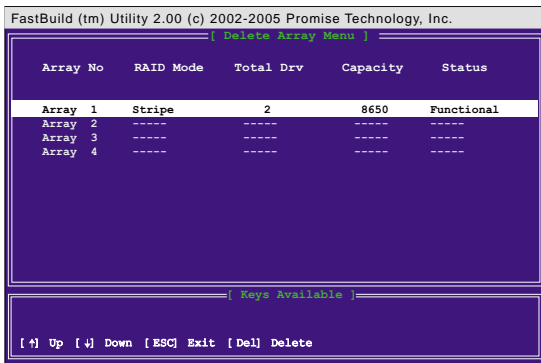 FastBuild (tm) Utility 2.00 (c) 2002-2005 Promise Technology, Inc.
[ Delete Array Menu ]
Array No RAID Mode Total Drv Capacity Status
Array 1 Stripe 2 8650 Functional
Array 2 ----- ----- ----- -----
Array 3 ----- ----- ----- -----
Array 4 ----- ----- ----- -----
[ Keys Available ]
[↑] Up [↓] Down [ESC] Exit [Del] Delete